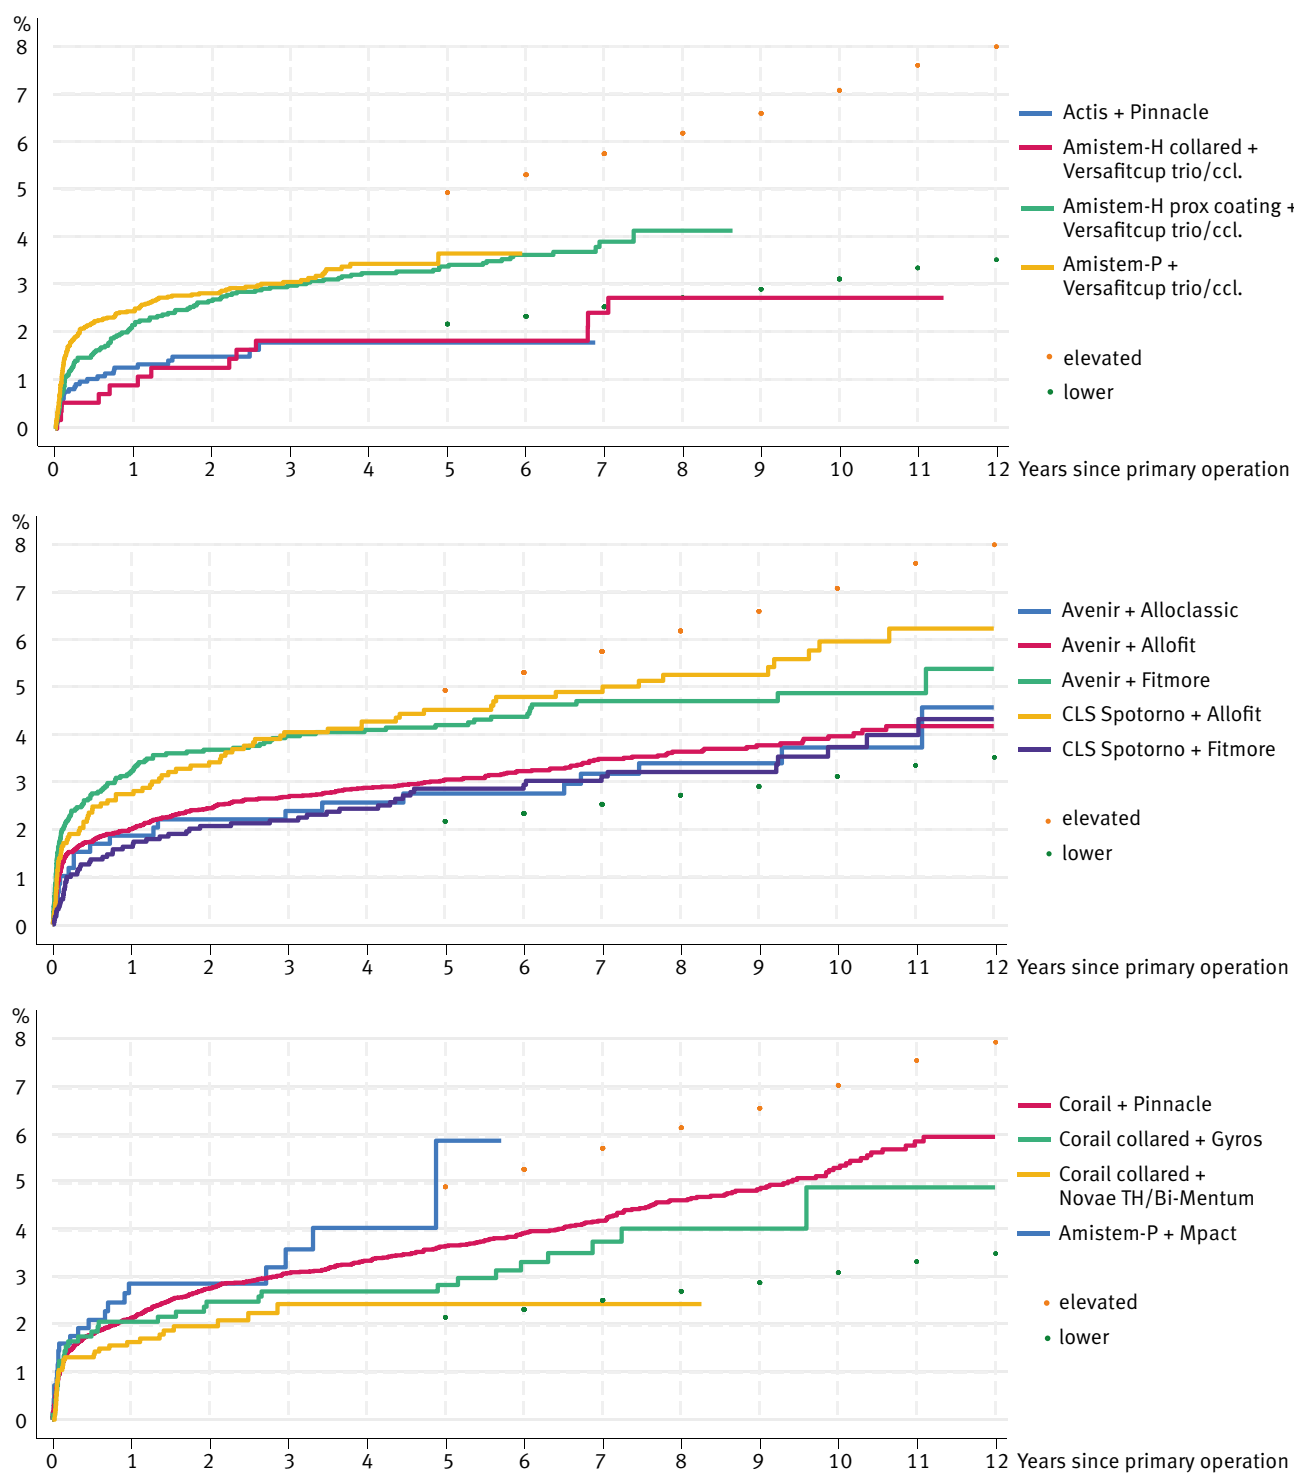 %
8
7
6
5
4
3
2
1
0
0 1 2 3 4 5 6 7 8 9 10 11 12 Years since primary operation
Actis + Pinnacle
Amistem-H collared +
Versafitcup trio/ccl.
Amistem-H prox coating +
Versafitcup trio/ccl.
Amistem-P +
Versafitcup trio/ccl.
elevated
lower
%
8
7
6
5
4
3
2
1
0
0 1 2 3 4 5 6 7 8 9 10 11 12 Years since primary operation
Avenir + Alloclassic
Avenir + Allofit
Avenir + Fitmore
CLS Spotorno + Allofit
CLS Spotorno + Fitmore
elevated
lower
%
8
7
6
5
4
3
2
1
0
0 1 2 3 4 5 6 7 8 9 10 11 12 Years since primary operation
Corail + Pinnacle
Corail collared + Gyros
Corail collared +
Novae TH/Bi-Mentum
Amistem-P + Mpact
elevated
lower